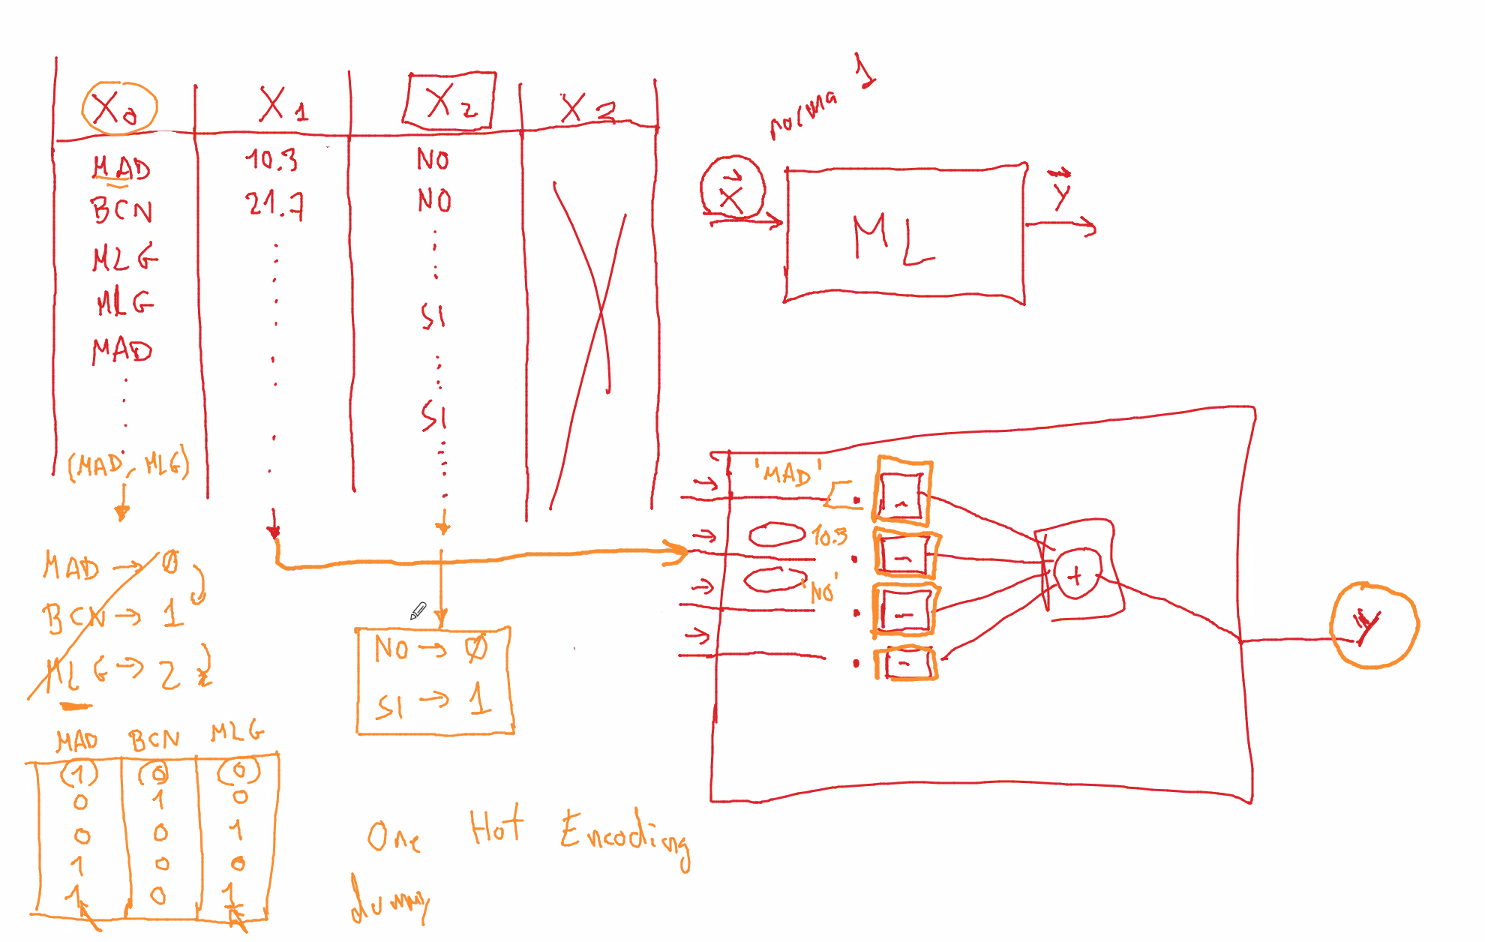 X0 X1 X2 X2
MAD 10.3 NO
BCN 21.7 NO
MLG
MLG SI
MAD
SI
(MAD, MLG)
norma 1
X
ML
Y
'MAD'
10.3
'NO'
+
Y
MAD → 0
BCN → 1
MLG → 2
NO → 0
SI → 1
MAD BCN MLG
(1) (0) (0)
0 1 0
0 0 1
1 0 0
1 0 1
One Hot Encoding
dummy